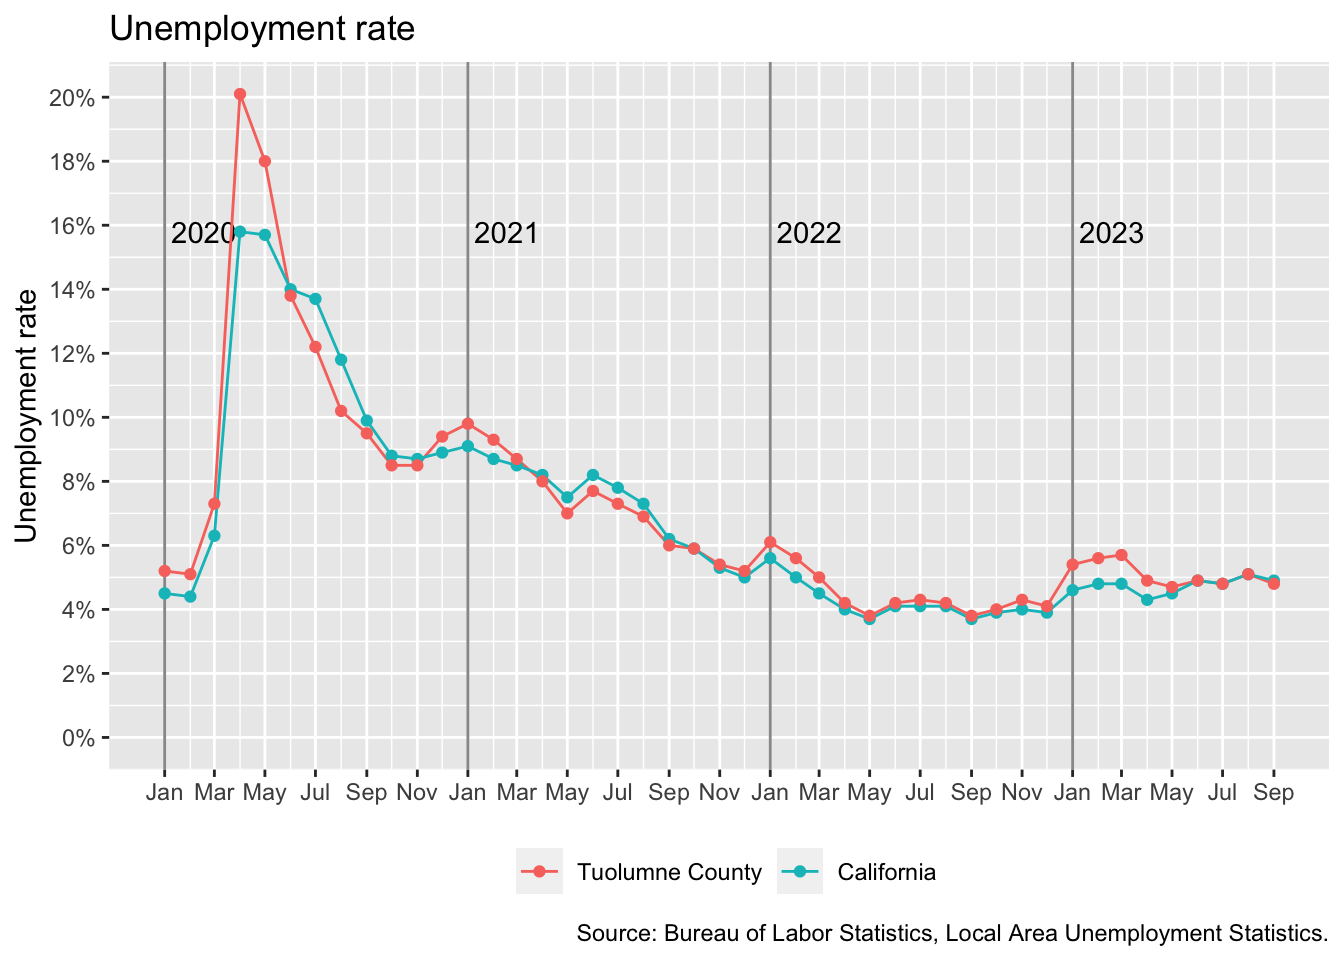 Unemployment rate
Unemployment rate
20%
18%
16%
14%
12%
10%
8%
6%
4%
2%
0%
2020 2021 2022 2023
Jan Mar May Jul Sep Nov Jan Mar May Jul Sep Nov Jan Mar May Jul Sep Nov Jan Mar May Jul Sep
Tuolumne County California
Source: Bureau of Labor Statistics, Local Area Unemployment Statistics.